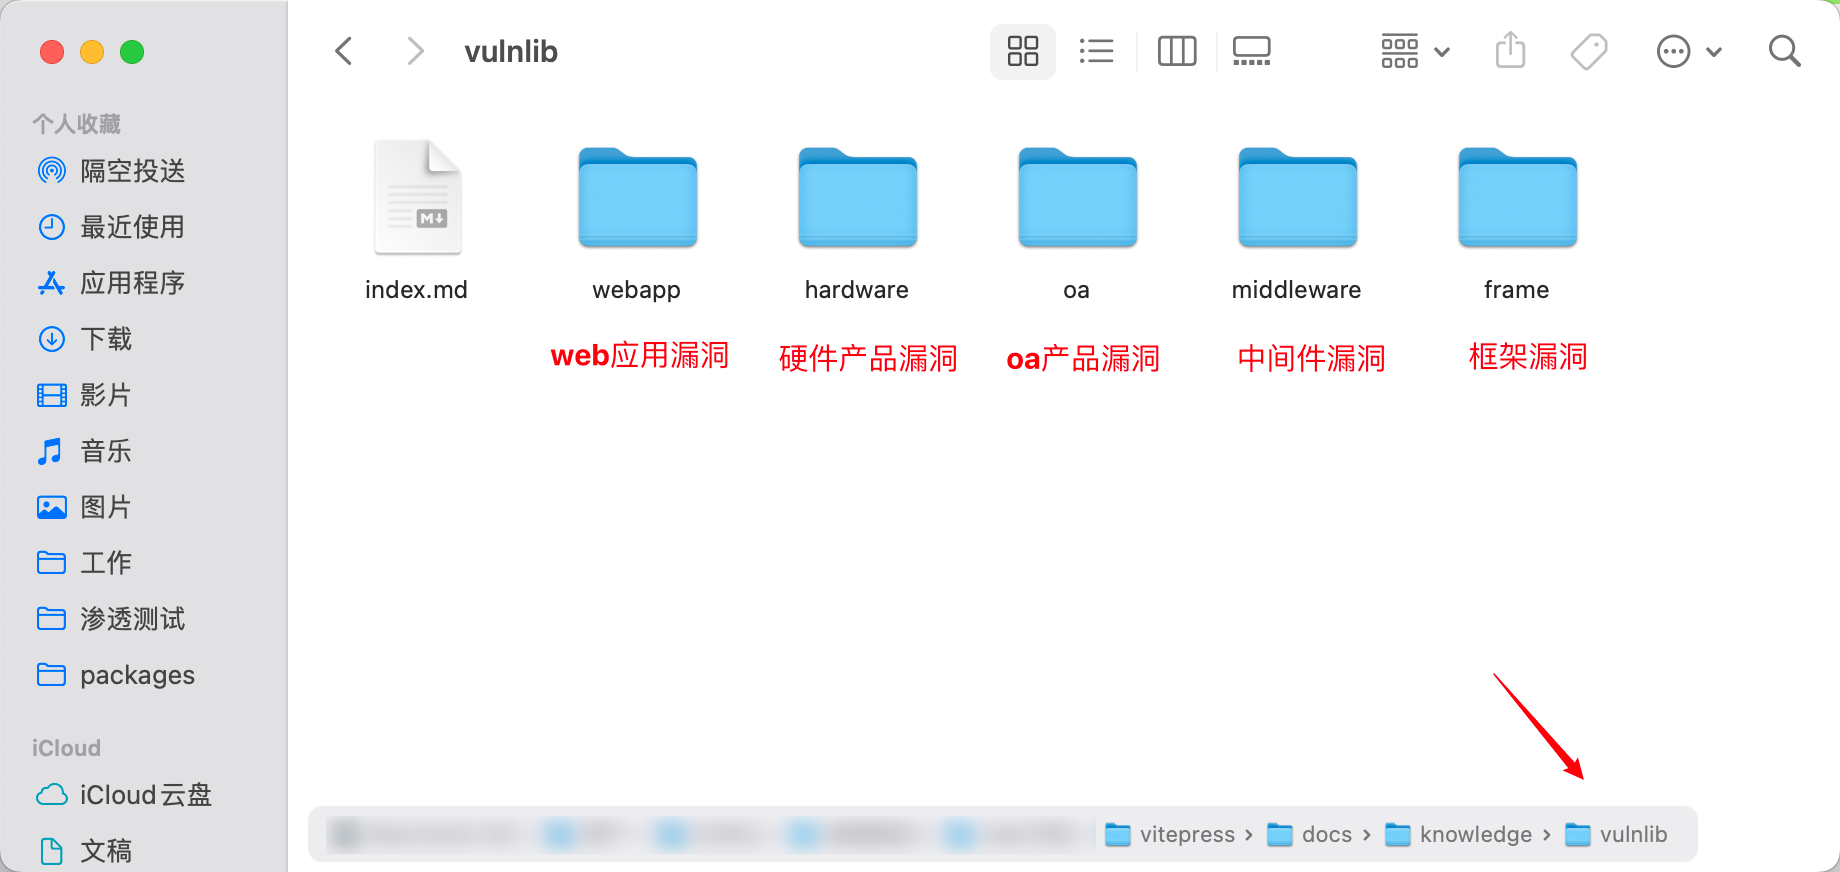 vulnlib
个人收藏
隔空投送
最近使用
应用程序
下载
影片
音乐
图片
工作
渗透测试
packages
iCloud
iCloud云盘
文稿
M↓
index.md
webapp
hardware
oa
middleware
frame
web应用漏洞
硬件产品漏洞
oa产品漏洞
中间件漏洞
框架漏洞
vitepress › docs › knowledge › vulnlib